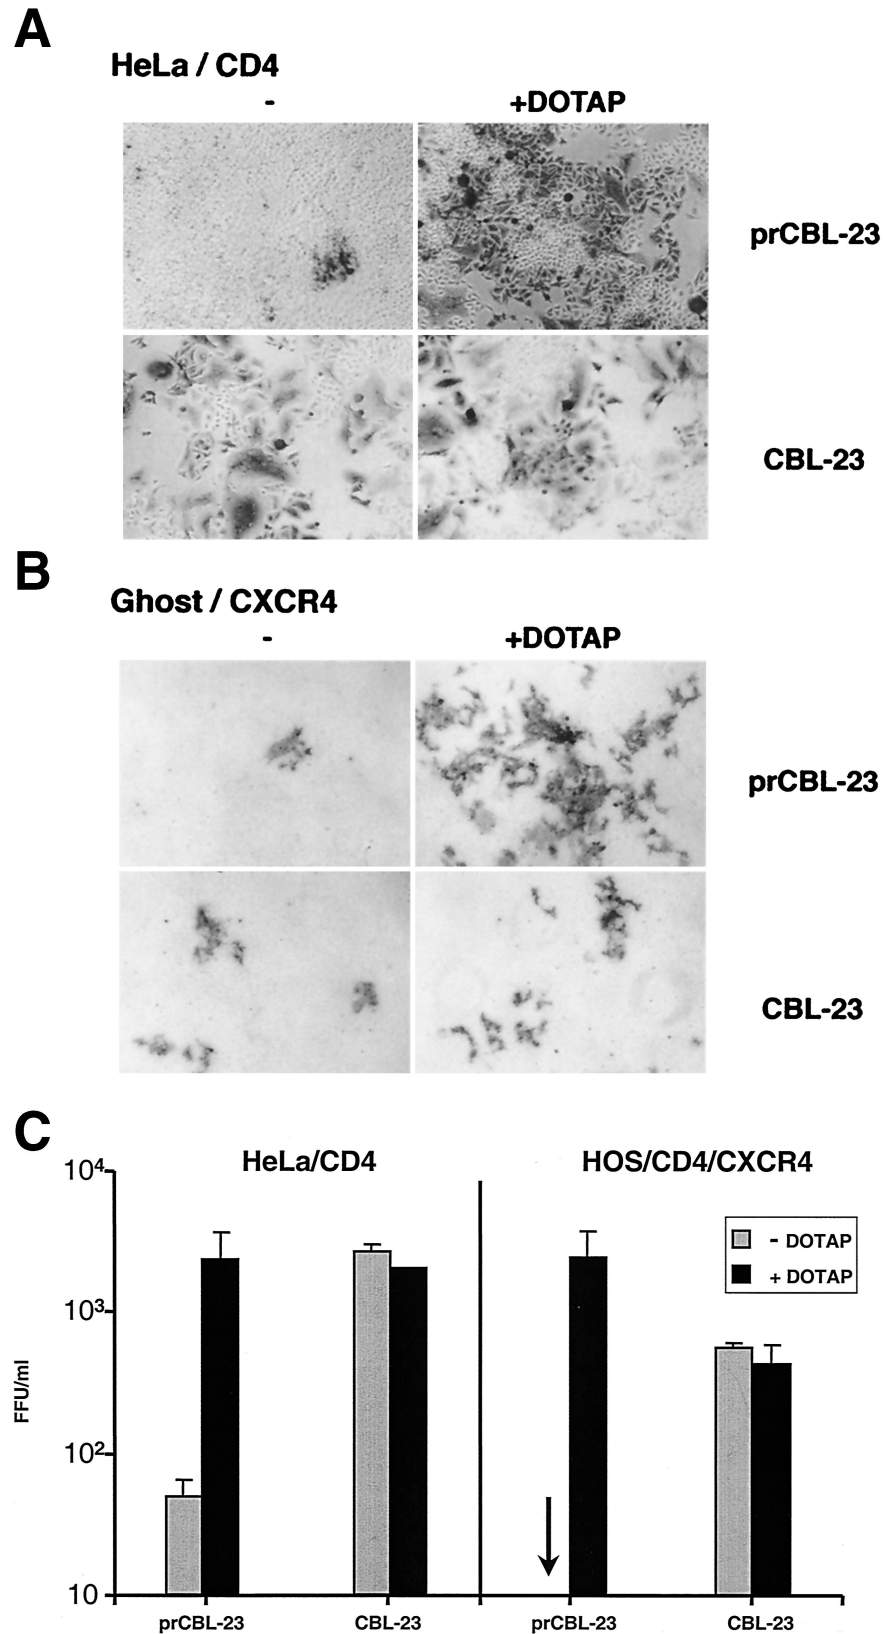 A
HeLa / CD4
- +DOTAP
prCBL-23
CBL-23
B
Ghost / CXCR4
- +DOTAP
prCBL-23
CBL-23
C
HeLa/CD4 HOS/CD4/CXCR4
10⁴
- DOTAP
+ DOTAP
10³
FFU/ml
10²
10
prCBL-23 CBL-23 prCBL-23 CBL-23